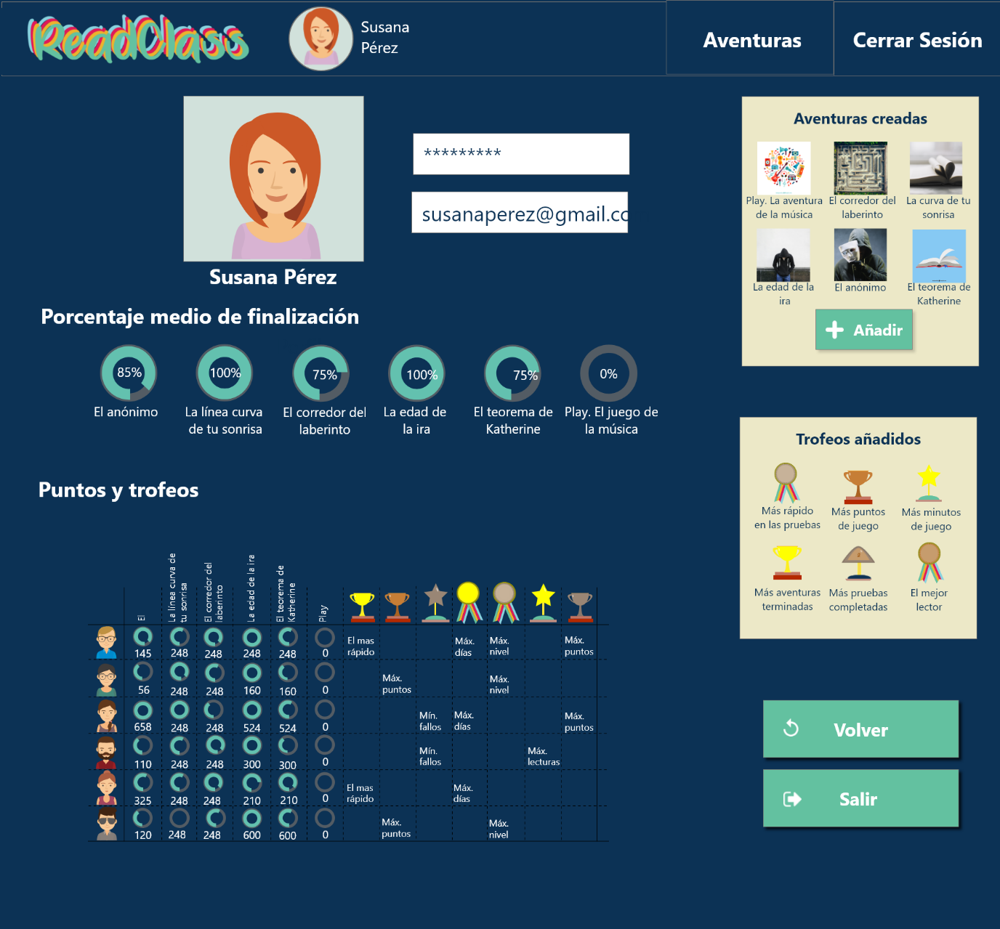 ReadClass
Susana
Pérez
Aventuras
Cerrar Sesión
*********
susanaperez@gmail.cc
Susana Pérez
Aventuras creadas
Play. La aventura
de la música
El corredor del
laberinto
La curva de tu
sonrisa
La edad de la
ira
El anónimo
El teorema de
Katherine
Añadir
Porcentaje medio de finalización
85%
100%
75%
100%
75%
0%
El anónimo
La línea curva
de tu sonrisa
El corredor del
laberinto
La edad de
la ira
El teorema de
Katherine
Play. El juego de
la música
Trofeos añadidos
Más rápido
en las pruebas
Más puntos
de juego
Más minutos
de juego
Más aventuras
terminadas
Más pruebas
completadas
El mejor
lector
Puntos y trofeos
El
La línea curva de
tu sonrisa
El corredor del
laberinto
La edad de la ira
El teorema de
Katherine
Play
145 248 248 248 248 0
El mas
rápido
Máx.
días
Máx.
nivel
Máx.
puntos
56 248 248 160 160 0
Máx.
puntos
Máx.
nivel
658 248 248 524 524 0
Mín.
fallos
Máx.
días
Máx.
puntos
110 248 248 300 300 0
Mín.
fallos
Máx.
lecturas
325 248 248 210 210 0
El mas
rápido
Máx.
días
120 248 248 600 600 0
Máx.
puntos
Máx.
nivel
Volver
Salir